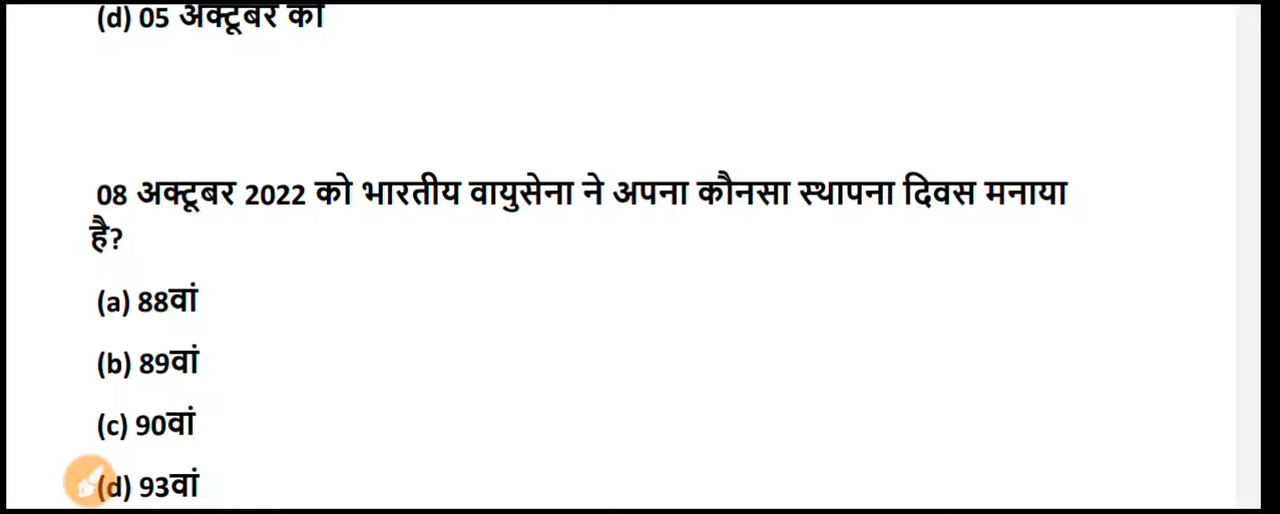 (d) 05 अक्टूबर को
08 अक्टूबर 2022 को भारतीय वायुसेना ने अपना कौनसा स्थापना दिवस मनाया
है?
(a) 88वां
(b) 89वां
(c) 90वां
(d) 93वां